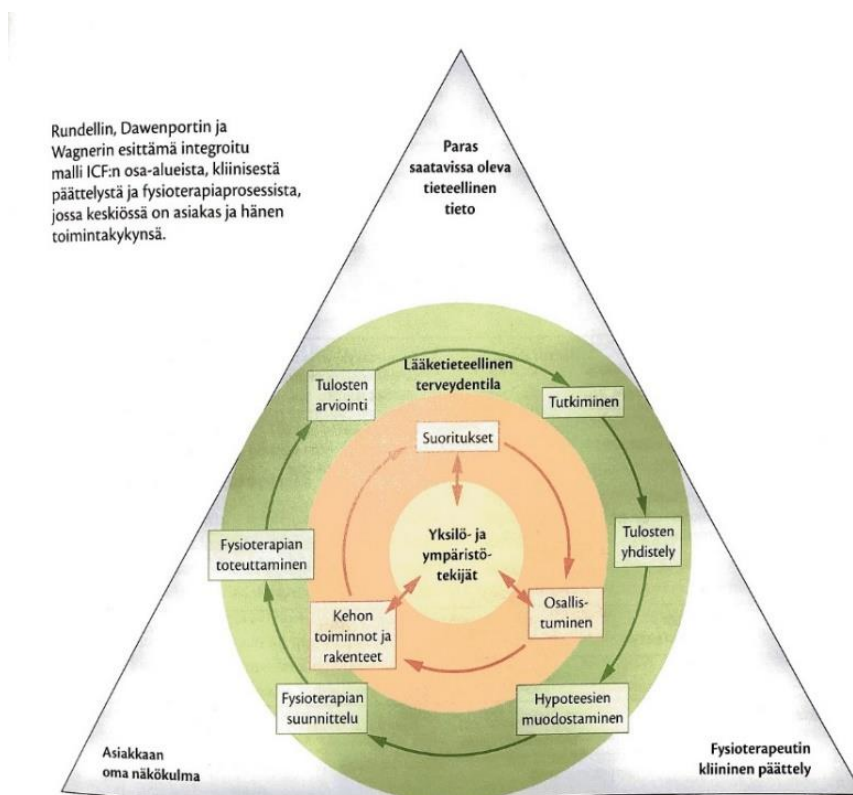 Rundellin, Dawenportin ja
Wagnerin esittämä integroitu
malli ICF:n osa-alueista, kliinisestä
päättelystä ja fysioterapiaprosessista,
jossa keskiössä on asiakas ja hänen
toimintakykynsä.
Paras
saatavissa oleva
tieteellinen
tieto
Lääketieteellinen
terveydentila
Tulosten
arviointi
Tutkiminen
Suoritukset
Yksilö- ja
ympäristö-
tekijät
Fysioterapian
toteuttaminen
Tulosten
yhdistely
Kehon
toiminnot ja
rakenteet
Osallis-
tuminen
Fysioterapian
suunnittelu
Hypoteesien
muodostaminen
Asiakkaan
oma näkökulma
Fysioterapeutin
kliininen päättely